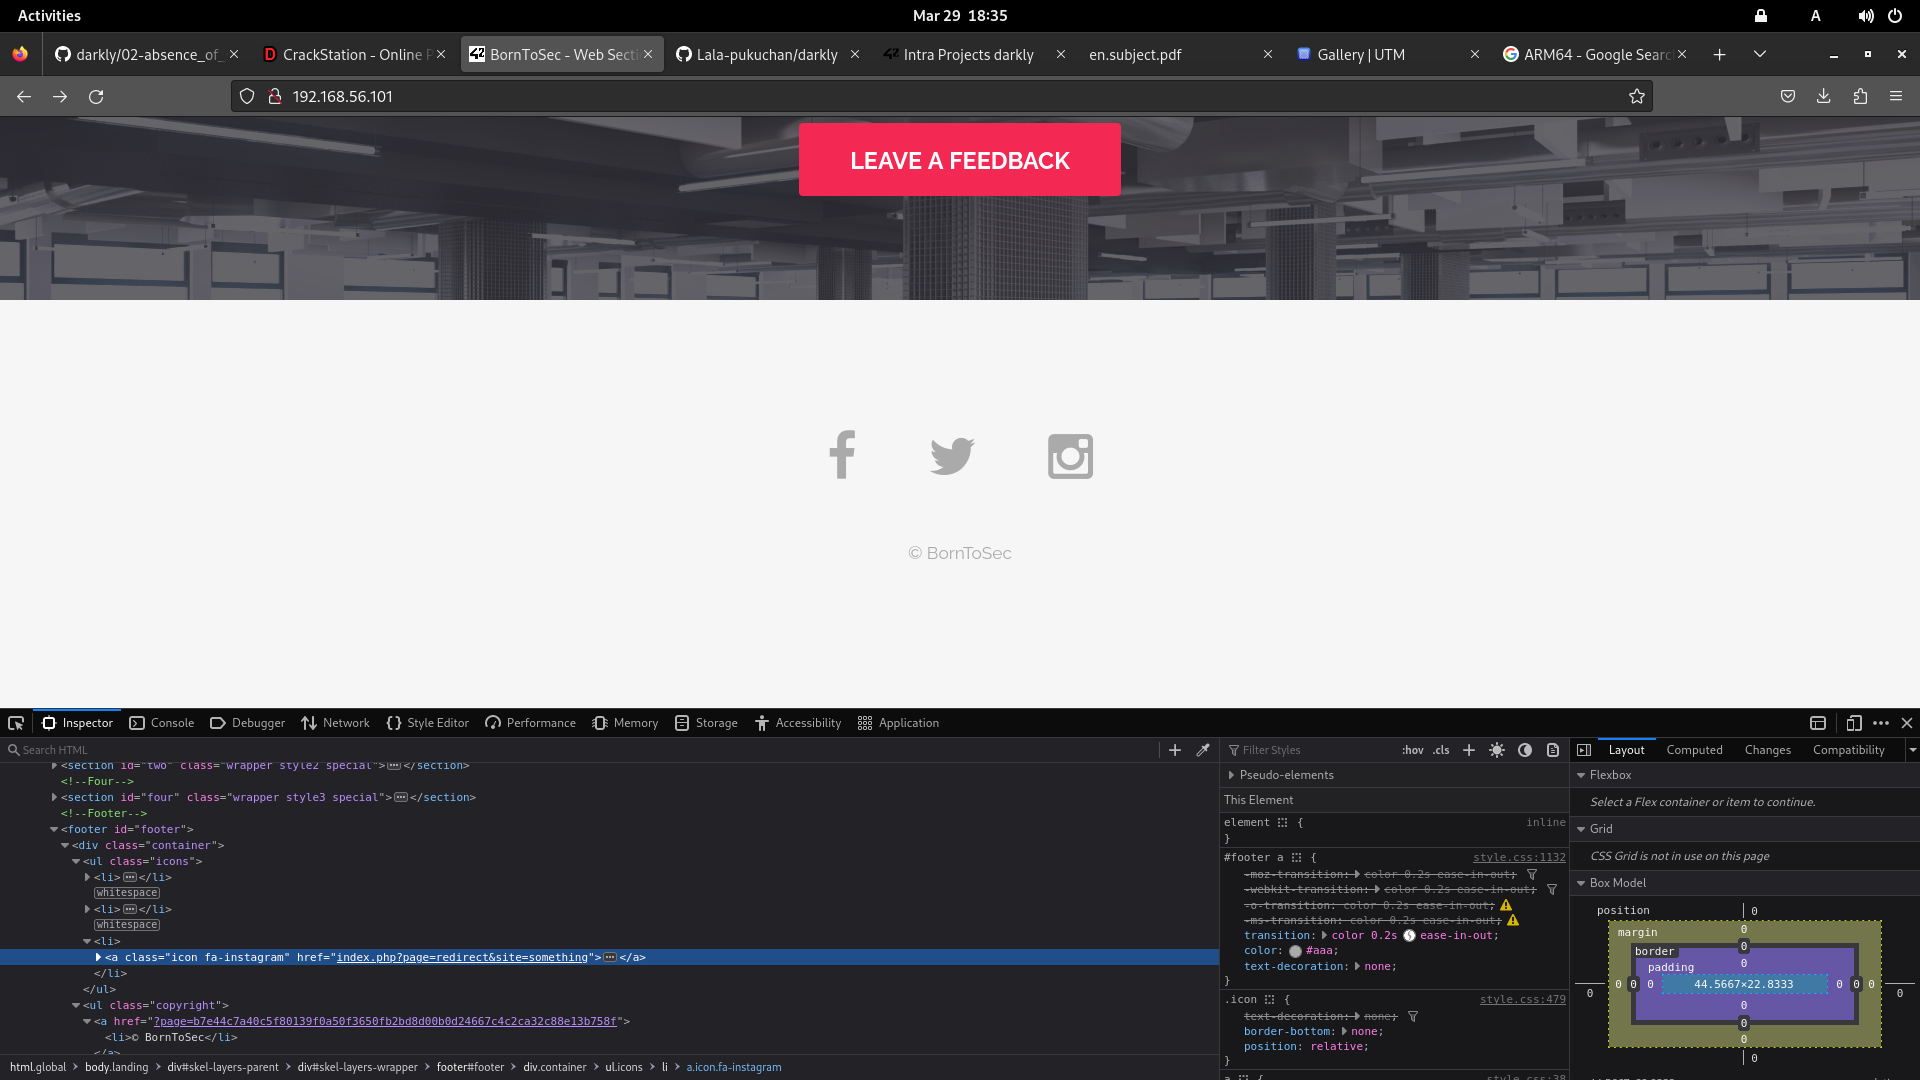 Activities
Mar 29 18:35
A
darkly/02-absence_of_
CrackStation - Online P
BornToSec - Web Secti
Lala-pukuchan/darkly
Intra Projects darkly
en.subject.pdf
Gallery | UTM
ARM64 - Google Searc
192.168.56.101
LEAVE A FEEDBACK
© BornToSec
Inspector
Console
Debugger
Network
Style Editor
Performance
Memory
Storage
Accessibility
Application
Search HTML
<section id="two" class="wrapper style2 special"></section>
<!--Four-->
<section id="four" class="wrapper style3 special"></section>
<!--Footer-->
<footer id="footer">
<div class="container">
<ul class="icons">
<li></li>
whitespace
<li></li>
whitespace
<li>
<a class="icon fa-instagram" href="index.php?page=redirect&site=something"></a>
</li>
</ul>
<ul class="copyright">
<a href="?page=b7e44c7a40c5f80139f0a50f3650fb2bd8d00b0d24667c4c2ca32c88e13b758f">
<li>© BornToSec</li>
</a>
html.global > body.landing > div#skel-layers-parent > div#skel-layers-wrapper > footer#footer > div.container > ul.icons > li > a.icon.fa-instagram
Filter Styles
:hov .cls
Pseudo-elements
This Element
element {
inline
}
#footer a {
style.css:1132
-moz-transition: color 0.2s ease-in-out;
-webkit-transition: color 0.2s ease-in-out;
-o-transition: color 0.2s ease-in-out;
-ms-transition: color 0.2s ease-in-out;
transition: color 0.2s ease-in-out;
color: #aaa;
text-decoration: none;
}
.icon {
style.css:479
text-decoration: none;
border-bottom: none;
position: relative;
}
a {
style.css:38
Layout
Computed
Changes
Compatibility
Flexbox
Select a Flex container or item to continue.
Grid
CSS Grid is not in use on this page
Box Model
position
0
margin
0
border
0
0
padding
0 0 0 0 44.5667×22.8333 0 0 0 0
0
0
0
0